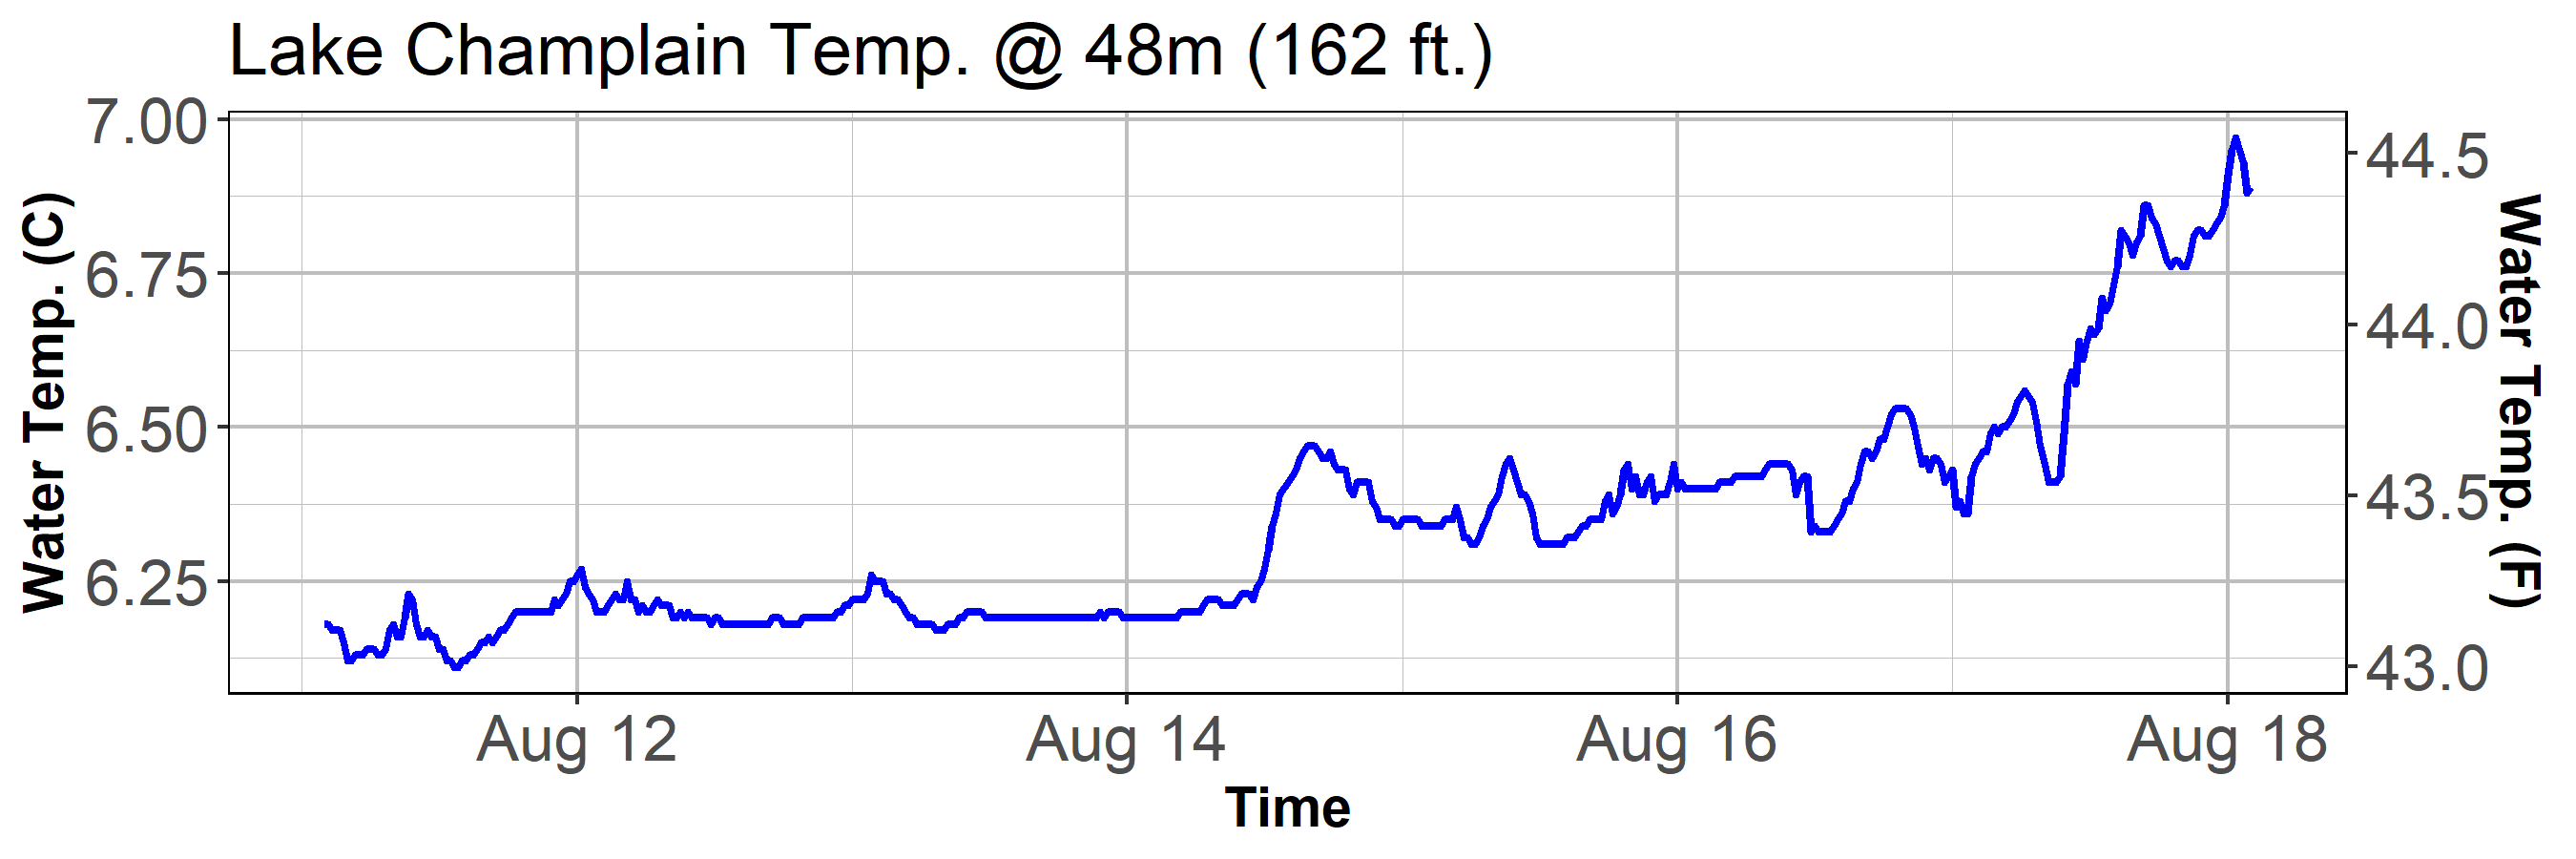 Lake Champlain Temp. @ 48m (162 ft.)
Water Temp. (C)
7.00
6.75
6.50
6.25
44.5
44.0
43.5
43.0
Water Temp. (F)
Aug 12
Aug 14
Aug 16
Aug 18
Time